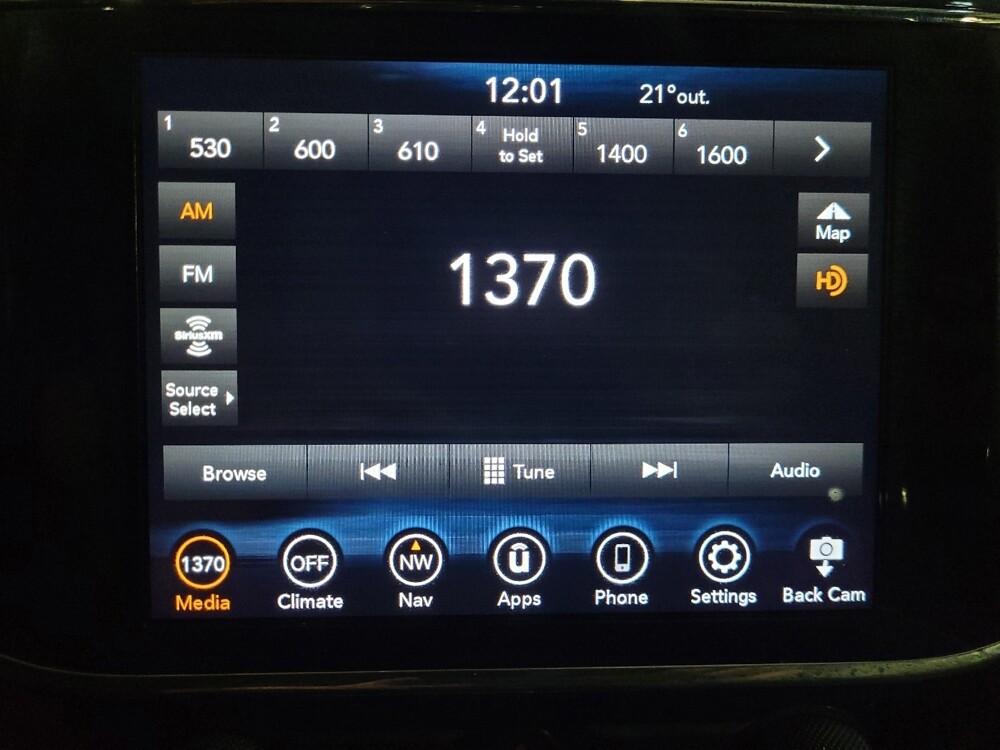 12:01 21°out.
1 530 2 600 3 610 4 Hold to Set 5 1400 6 1600
AM
Map
1370
FM
HD
SiriusXM
Source
Select
Browse Tune Audio
1370 OFF NW ū
Media Climate Nav Apps Phone Settings Back Cam